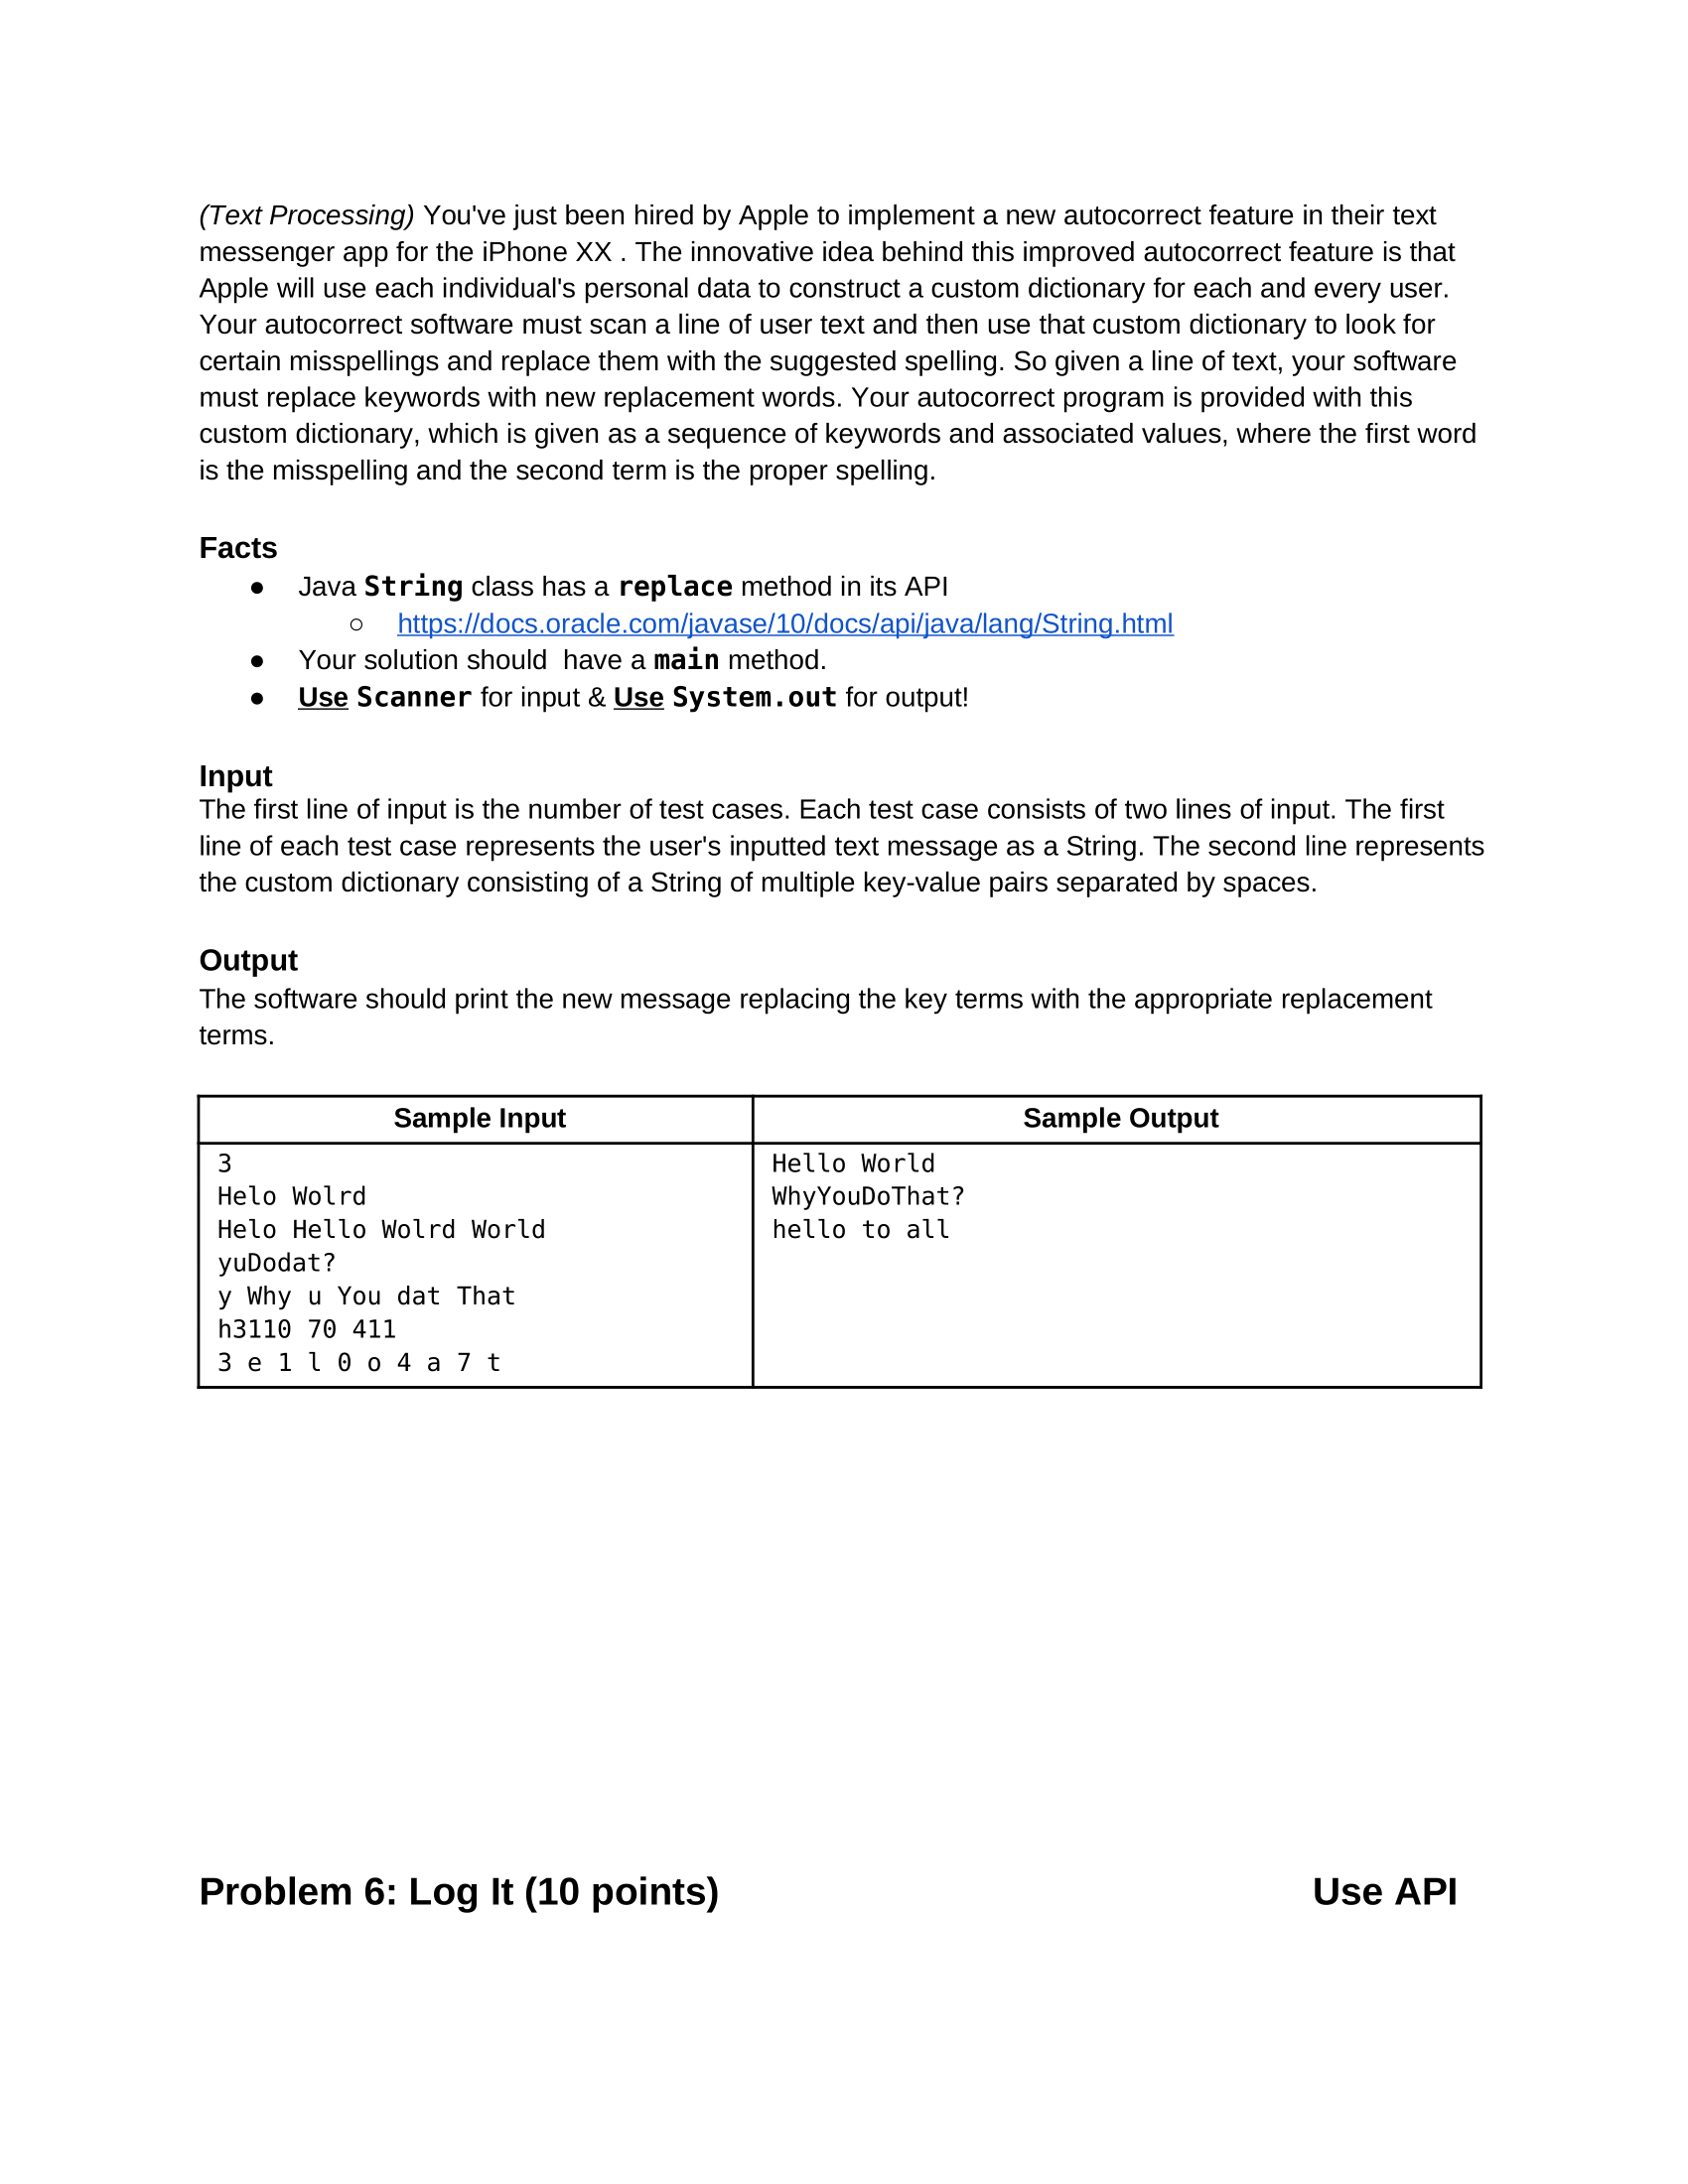 (Text Processing) You've just been hired by Apple to implement a new autocorrect feature in their text
messenger app for the iPhone XX . The innovative idea behind this improved autocorrect feature is that
Apple will use each individual's personal data to construct a custom dictionary for each and every user.
Your autocorrect software must scan a line of user text and then use that custom dictionary to look for
certain misspellings and replace them with the suggested spelling. So given a line of text, your software
must replace keywords with new replacement words. Your autocorrect program is provided with this
custom dictionary, which is given as a sequence of keywords and associated values, where the first word
is the misspelling and the second term is the proper spelling.
Facts
● Java String class has a replace method in its API
○ https://docs.oracle.com/javase/10/docs/api/java/lang/String.html
● Your solution should  have a main method.
● Use Scanner for input & Use System.out for output!
Input
The first line of input is the number of test cases. Each test case consists of two lines of input. The first
line of each test case represents the user's inputted text message as a String. The second line represents
the custom dictionary consisting of a String of multiple key-value pairs separated by spaces.
Output
The software should print the new message replacing the key terms with the appropriate replacement
terms.
Sample Input
3
Helo Wolrd
Helo Hello Wolrd World
yuDodat?
y Why u You dat That
h3110 70 411
3 e 1 l 0 o 4 a 7 t
Sample Output
Hello World
WhyYouDoThat?
hello to all
Problem 6: Log It (10 points) Use API